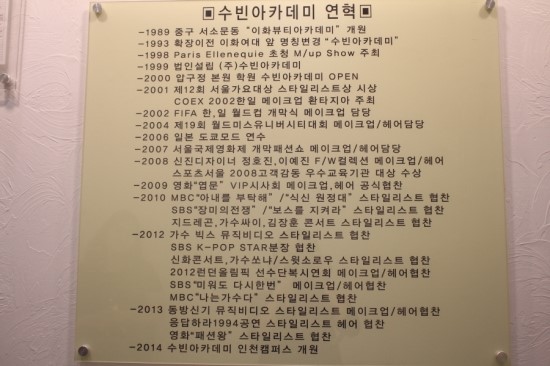 ▣수빈아카데미 연혁▣
-1989 중구 서소문동 "이화뷰티아카데미" 개원
-1993 확장이전 이화여대 앞 명칭변경 "수빈아카데미"
-1998 Paris Ellenequie 초청 M/up Show 주최
-1999 법인설립 (주)수빈아카데미
-2000 압구정 본원 학원 수빈아카데미 OPEN
-2001 제12회 서울가요대상 스타일리스트상 시상
COEX 2002한일 메이크업 환타지아 주최
-2002 FIFA 한,일 월드컵 개막식 메이크업 담당
-2004 제19회 월드미스유니버시티대회 메이크업/헤어담당
-2006 일본 도쿄모드 연수
-2007 서울국제영화제 개막패션쇼 메이크업/헤어담당
-2008 신진디자이너 정호진,이예진 F/W컬렉션 메이크업/헤어
스포츠서울 2008고객감동 우수교육기관 대상 수상
-2009 영화"엽문" VIP시사회 메이크업,헤어 공식협찬
-2010 MBC"아내를 부탁해" /"식신 원정대" 스타일리스트 협찬
SBS"장미의전쟁" /"보스를 지켜라" 스타일리스트 협찬
지드레곤,가수싸이,김장훈 콘서트 스타일리스트 협찬
-2012 가수 빅스 뮤직비디오 스타일리스트 협찬
SBS K-POP STAR분장 협찬
신화콘서트,가수쏘냐/스윗소로우 스타일리스트 협찬
2012런던올림픽 선수단복시연회 메이크업/헤어협찬
SBS"미워도 다시한번" 메이크업/헤어협찬
MBC"나는가수다" 스타일리스트 협찬
-2013 동방신기 뮤직비디오 스타일리스트 메이크업/헤어협찬
응답하라1994공연 스타일리스트 헤어 협찬
영화"패션왕" 스타일리스트 협찬
-2014 수빈아카데미 인천캠퍼스 개원